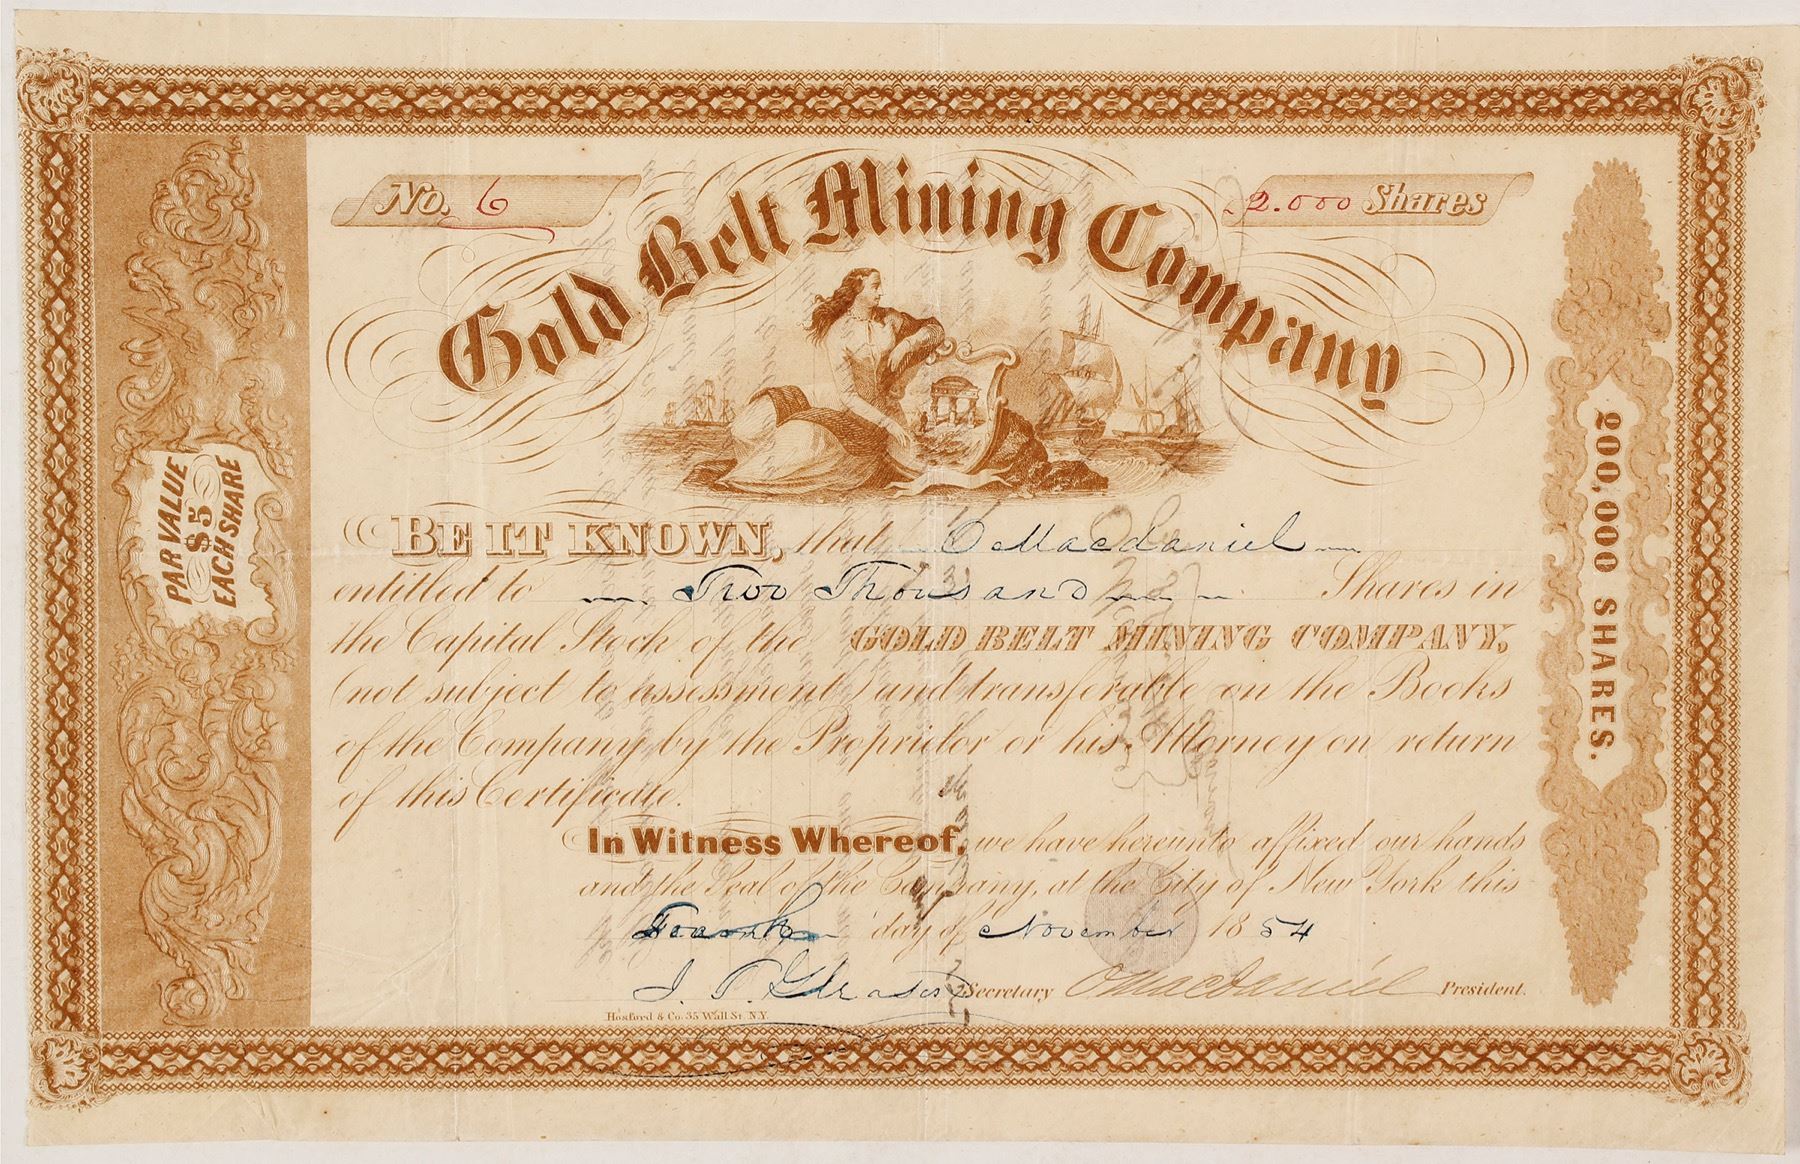 No. 6
2.000 Shares
Gold Belt Mining Company
PAR VALUE
$5
EACH SHARE
200,000 SHARES.
BE IT KNOWN, that O Macdaniel
entitled to Two Thousand Shares in
the Capital Stock of the GOLD BELT MINING COMPANY,
(not subject to assessment) and transferable on the Books
of the Company by the Proprietor or his Attorney on return
of this Certificate.
In Witness Whereof, we have hereunto affixed our hands
and the Seal of the Company, at the City of New York this
day of November 1854
Secretary O Macdaniel President.
Hosford & Co. 35 Wall St. N.Y.